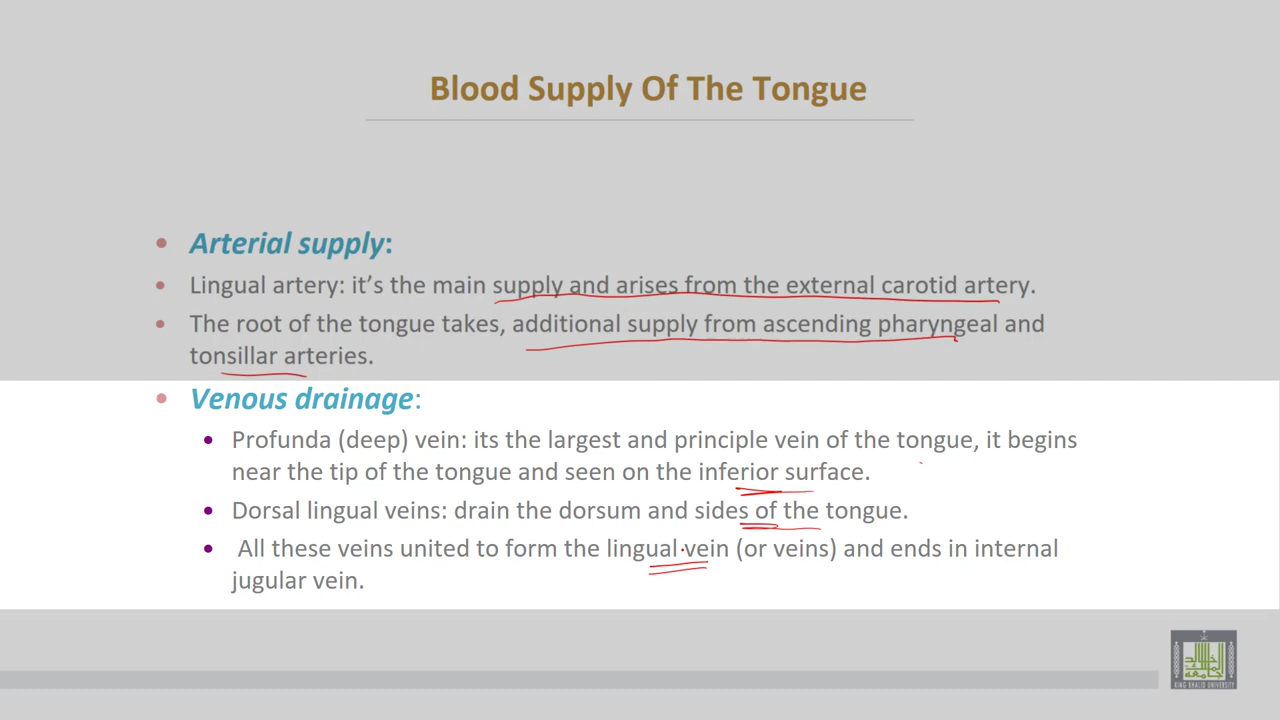 Blood Supply Of The Tongue
• Arterial supply:
• Lingual artery: it's the main supply and arises from the external carotid artery.
• The root of the tongue takes, additional supply from ascending pharyngeal and
tonsillar arteries.
• Venous drainage:
• Profunda (deep) vein: its the largest and principle vein of the tongue, it begins
near the tip of the tongue and seen on the inferior surface.
• Dorsal lingual veins: drain the dorsum and sides of the tongue.
• All these veins united to form the lingual vein (or veins) and ends in internal
jugular vein.
KING KHALID UNIVERSITY